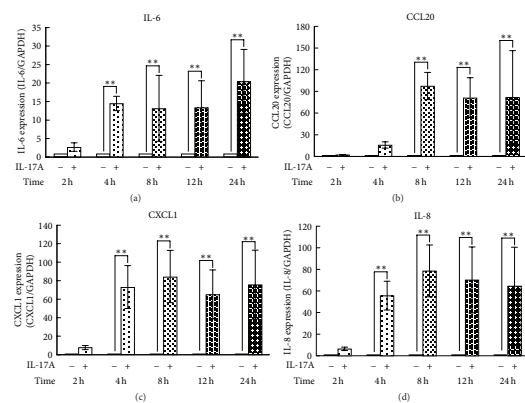 IL-6
IL-6 expression (IL-6/GAPDH)
35
30
25
20
15
10
5
0
** ** ** **
IL-17A − + − + − + − + − +
Time 2 h 4 h 8 h 12 h 24 h
(a)
CCL20
CCL20 expression
(CCL20/GAPDH)
180
150
120
90
60
30
0
** ** **
IL-17A − + − + − + − + − +
Time 2 h 4 h 8 h 12 h 24 h
(b)
CXCL1
CXCL1 expression
(CXCL1/GAPDH)
140
120
100
80
60
40
20
0
** ** ** **
IL-17A − + − + − + − + − +
Time 2 h 4 h 8 h 12 h 24 h
(c)
IL-8
IL-8 expression (IL-8/GAPDH)
120
100
80
60
40
20
0
** ** ** **
IL-17A − + − + − + − + − +
Time 2 h 4 h 8 h 12 h 24 h
(d)